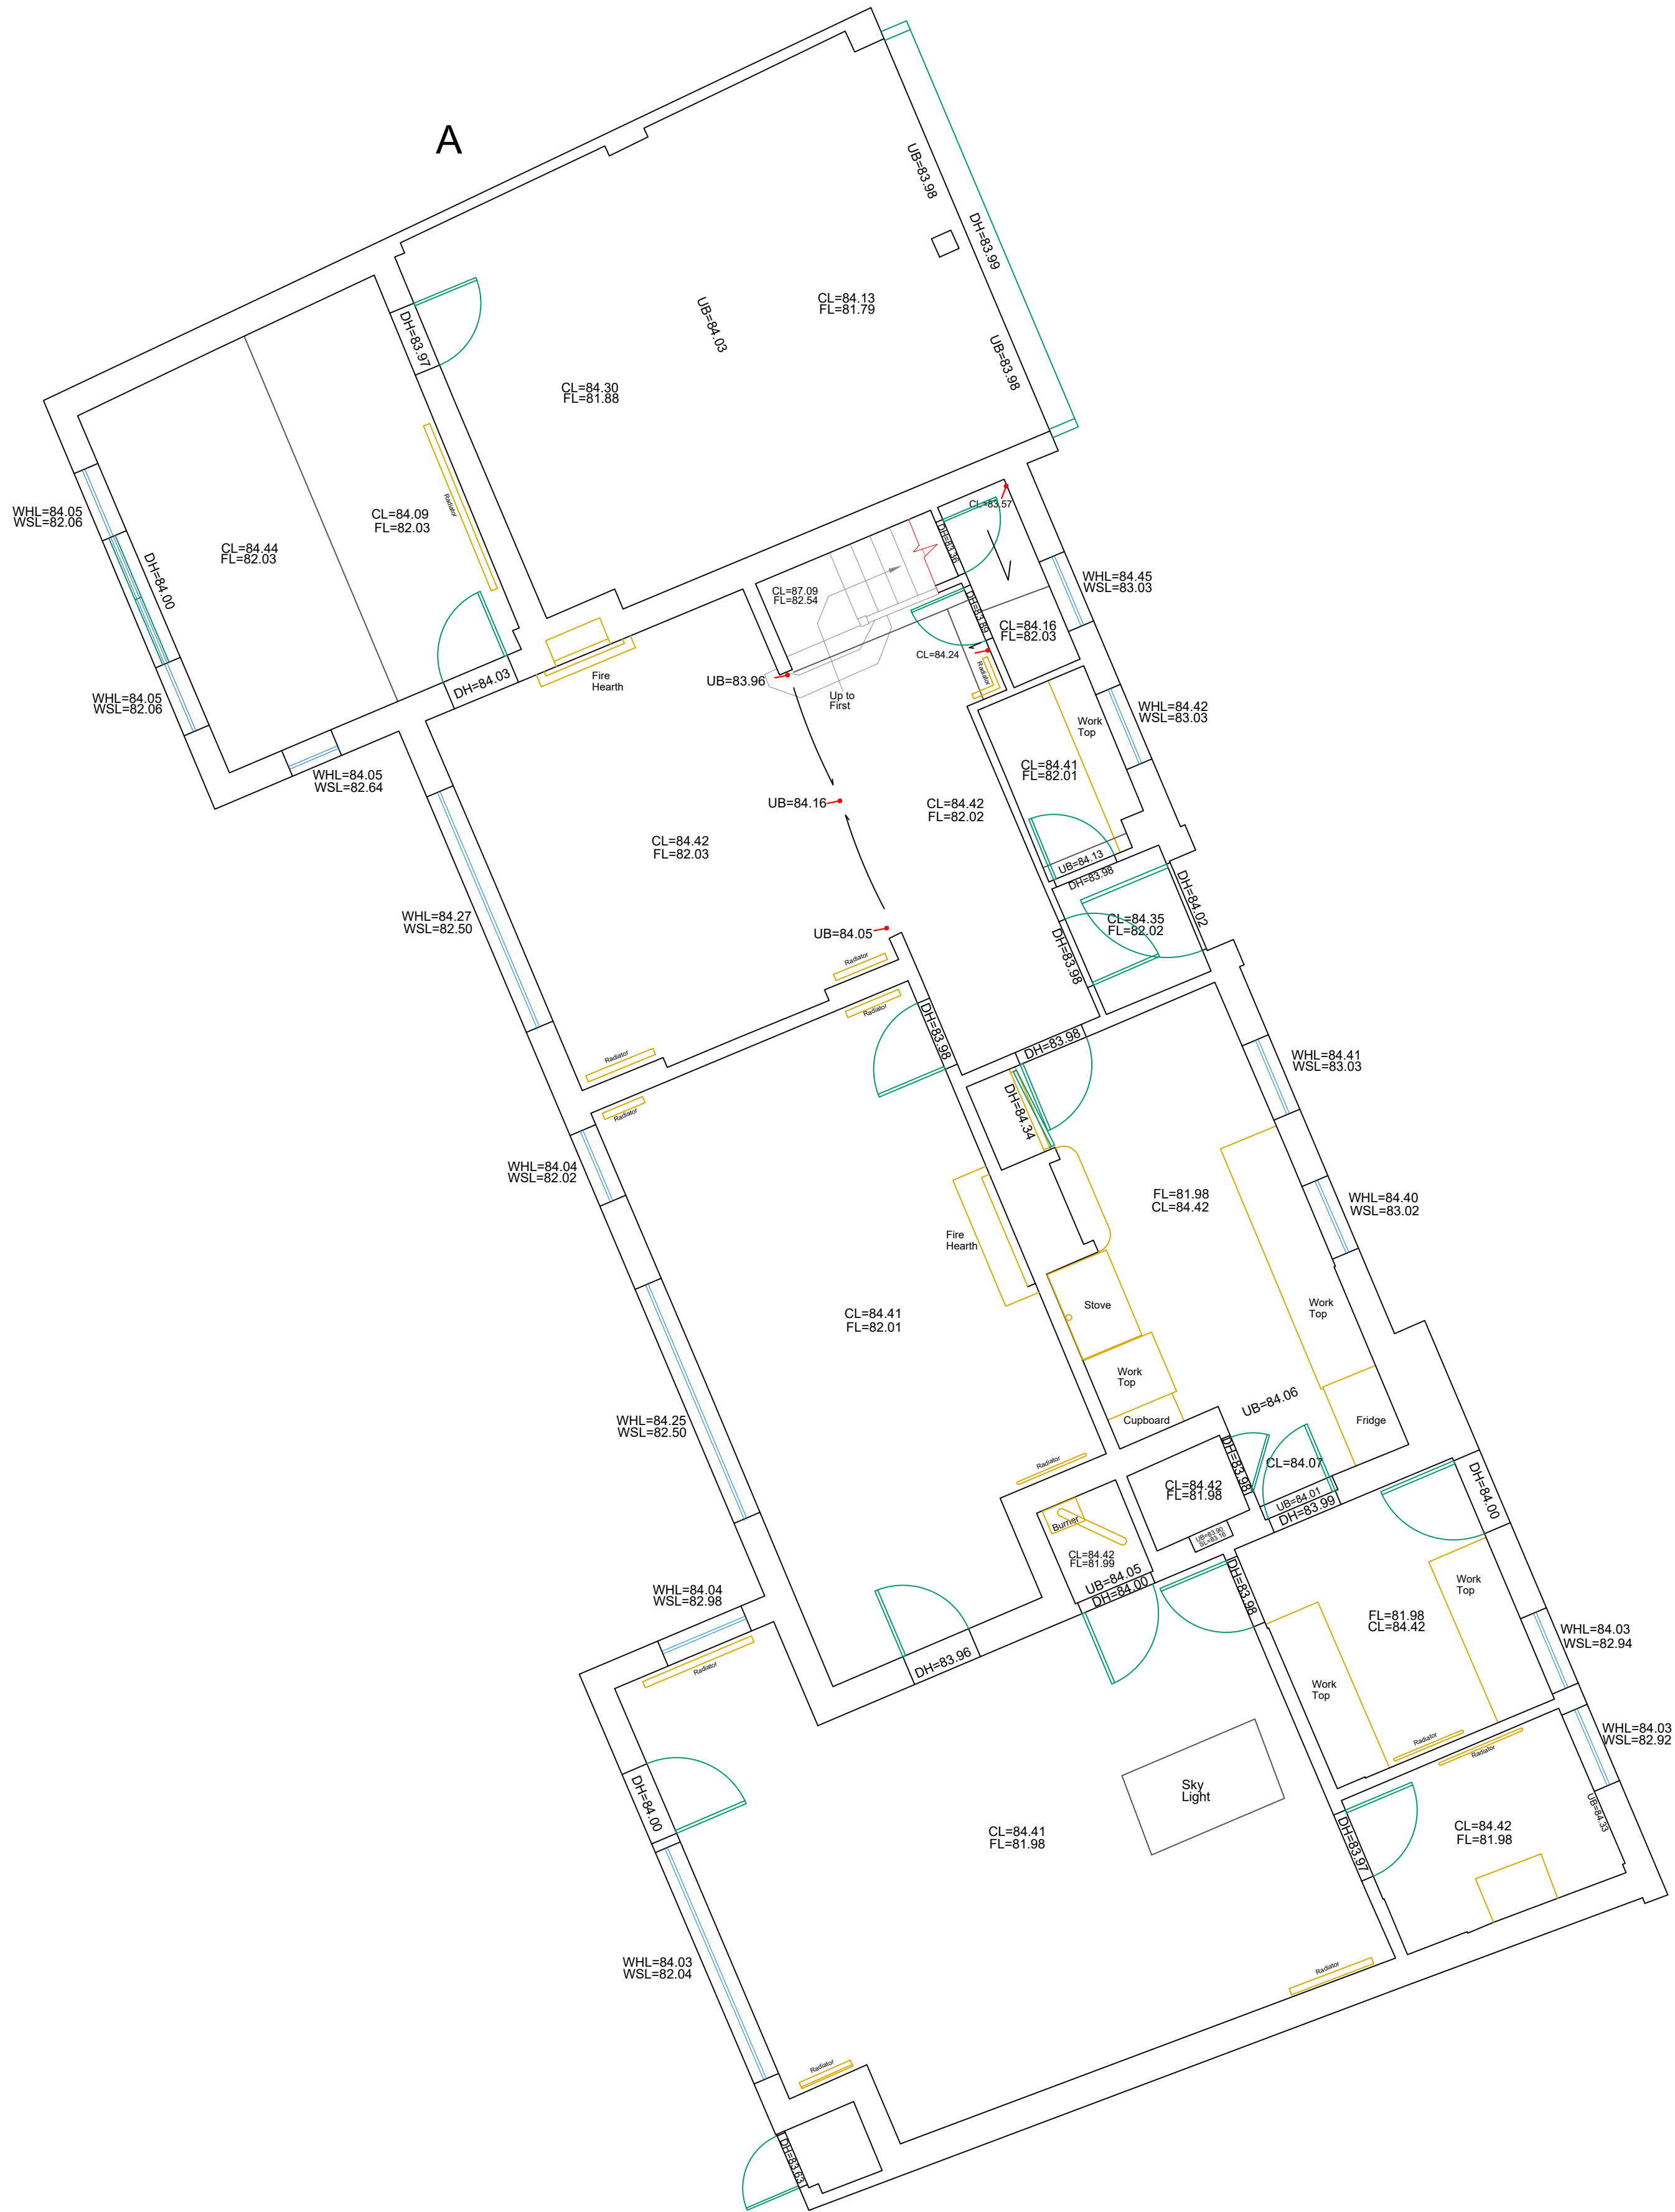 A
UB=83.98
DH=83.99
CL=84.13
FL=81.79
UB=84.03
DH=83.97
UB=83.98
CL=84.30
FL=81.88
WHL=84.05
WSL=82.06
CL=84.09
FL=82.03
Radiator
CL=84.44
FL=82.03
DH=84.00
CL=83.57
DH=83.36
WHL=84.45
WSL=83.03
CL=87.09
FL=82.54
DH=83.89
CL=84.16
FL=82.03
CL=84.24
Radiator
WHL=84.05
WSL=82.06
DH=84.03
Fire
Hearth
UB=83.96
Up to
First
WHL=84.42
WSL=83.03
Work
Top
WHL=84.05
WSL=82.64
CL=84.41
FL=82.01
UB=84.16
CL=84.42
FL=82.02
CL=84.42
FL=82.03
UB=84.13
DH=83.98
DH=84.02
WHL=84.27
WSL=82.50
CL=84.35
FL=82.02
UB=84.05
DH=83.98
Radiator
Radiator
DH=83.98
DH=83.98
Radiator
WHL=84.41
WSL=83.03
Radiator
DH=84.34
WHL=84.04
WSL=82.02
FL=81.98
CL=84.42
WHL=84.40
WSL=83.02
Fire
Hearth
CL=84.41
FL=82.01
Stove
Work
Top
Work
Top
Cupboard
UB=84.06
Fridge
WHL=84.25
WSL=82.50
Radiator
DH=83.98
CL=84.07
CL=84.42
FL=81.98
UB=84.01
DH=83.99
DH=84.00
Burner
UB=83.90
SL=83.16
CL=84.42
FL=81.99
UB=84.05
DH=84.00
DH=83.98
WHL=84.04
WSL=82.98
Work
Top
FL=81.98
CL=84.42
WHL=84.03
WSL=82.94
DH=83.96
Radiator
Work
Top
WHL=84.03
WSL=82.92
Radiator
Radiator
Sky
Light
DH=84.00
UB=84.33
CL=84.41
FL=81.98
CL=84.42
FL=81.98
DH=83.97
WHL=84.03
WSL=82.04
Radiator
Radiator
DH=83.63